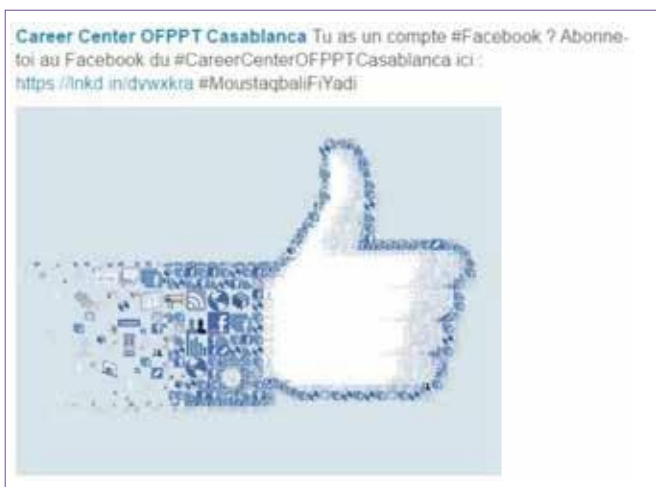 Career Center OFPPT Casablanca Tu as un compte #Facebook ? Abonne-
toi au Facebook du #CareerCenterOFPPTCasablanca ici :
https://lnkd.in/dvwxkra #MoustaqbaliFiYadi